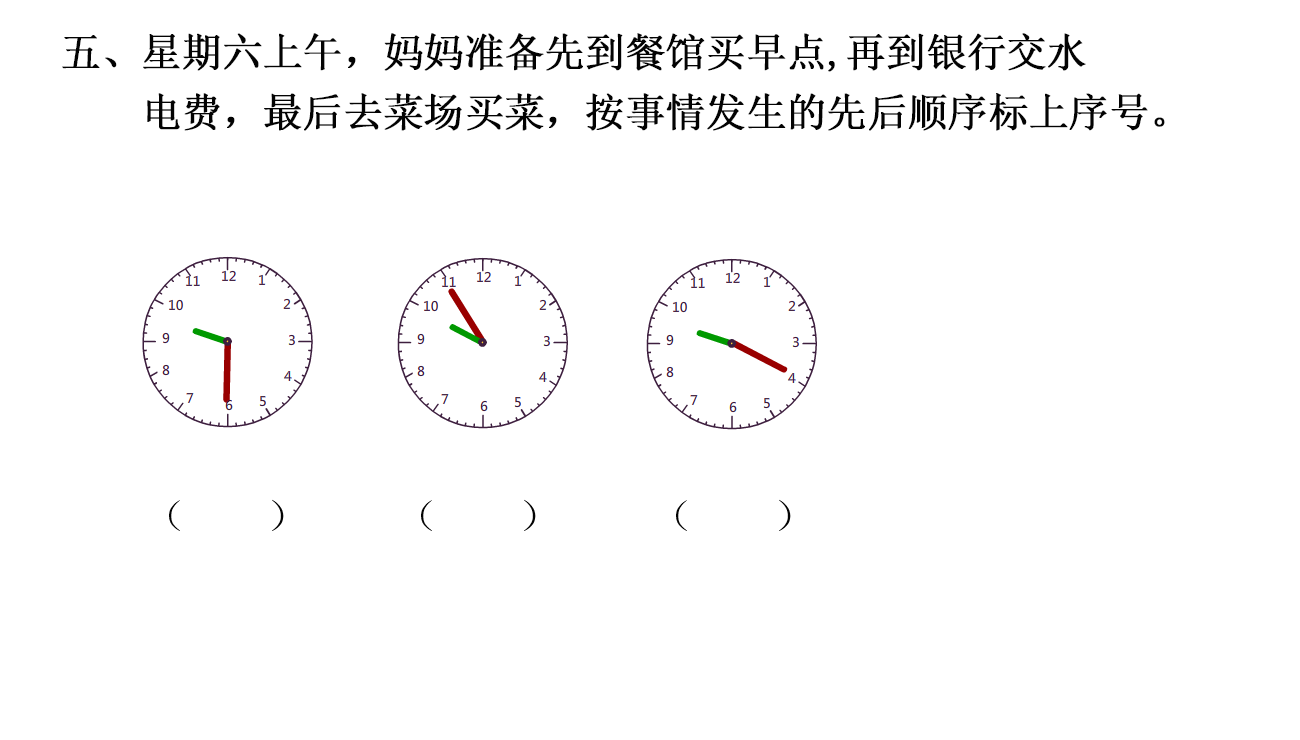 五、星期六上午，妈妈准备先到餐馆买早点,再到银行交水
电费，最后去菜场买菜，按事情发生的先后顺序标上序号。
12 1 2 3 4 5 6 7 8 9 10 11
12 1 2 3 4 5 6 7 8 9 10 11
12 1 2 3 4 5 6 7 8 9 10 11
（ ） （ ） （ ）